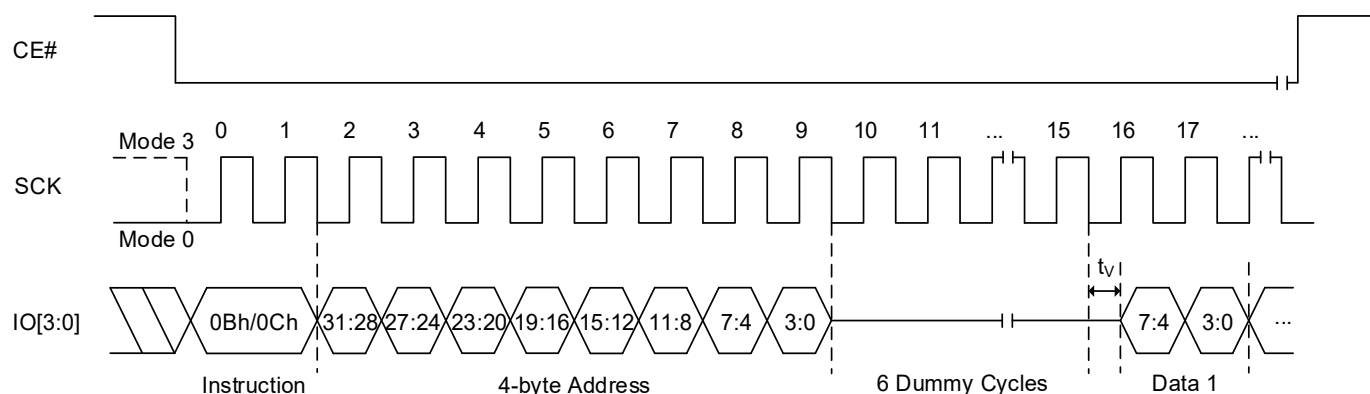 CE#
0 1 2 3 4 5 6 7 8 9 10 11 ... 15 16 17 ...
Mode 3
SCK
Mode 0
tV
IO[3:0] 0Bh/0Ch 31:28 27:24 23:20 19:16 15:12 11:8 7:4 3:0 7:4 3:0 ...
Instruction 4-byte Address 6 Dummy Cycles Data 1